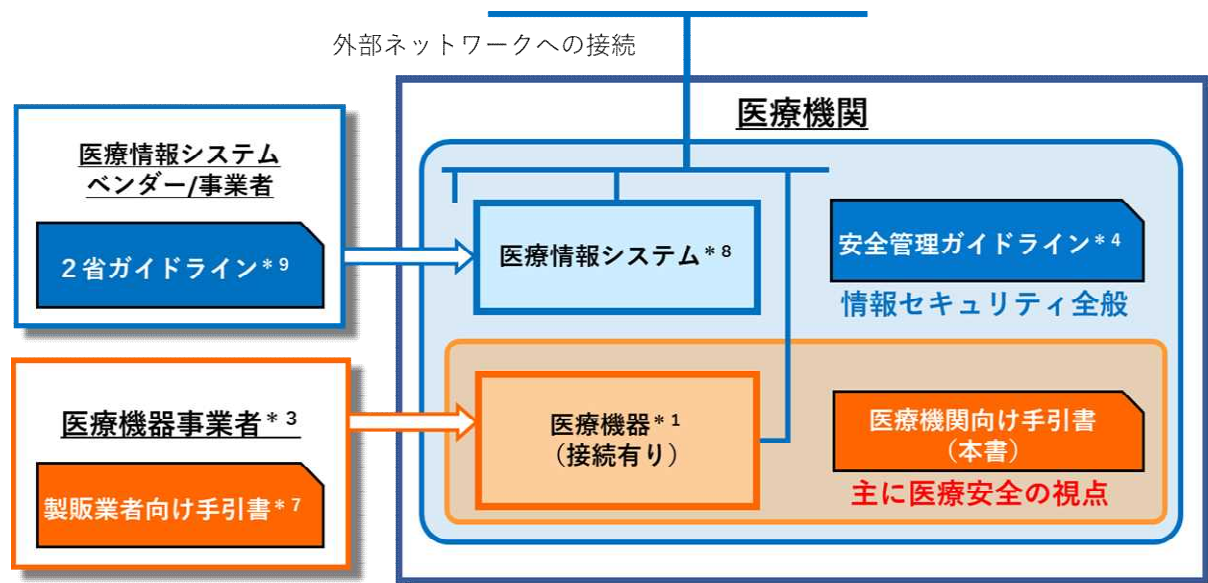 外部ネットワークへの接続
医療機関
医療情報システム
ベンダー/事業者
２省ガイドライン*9
医療情報システム*8
安全管理ガイドライン*4
情報セキュリティ全般
医療機器事業者*3
製販業者向け手引書*7
医療機器*1
（接続有り）
医療機関向け手引書
（本書）
主に医療安全の視点